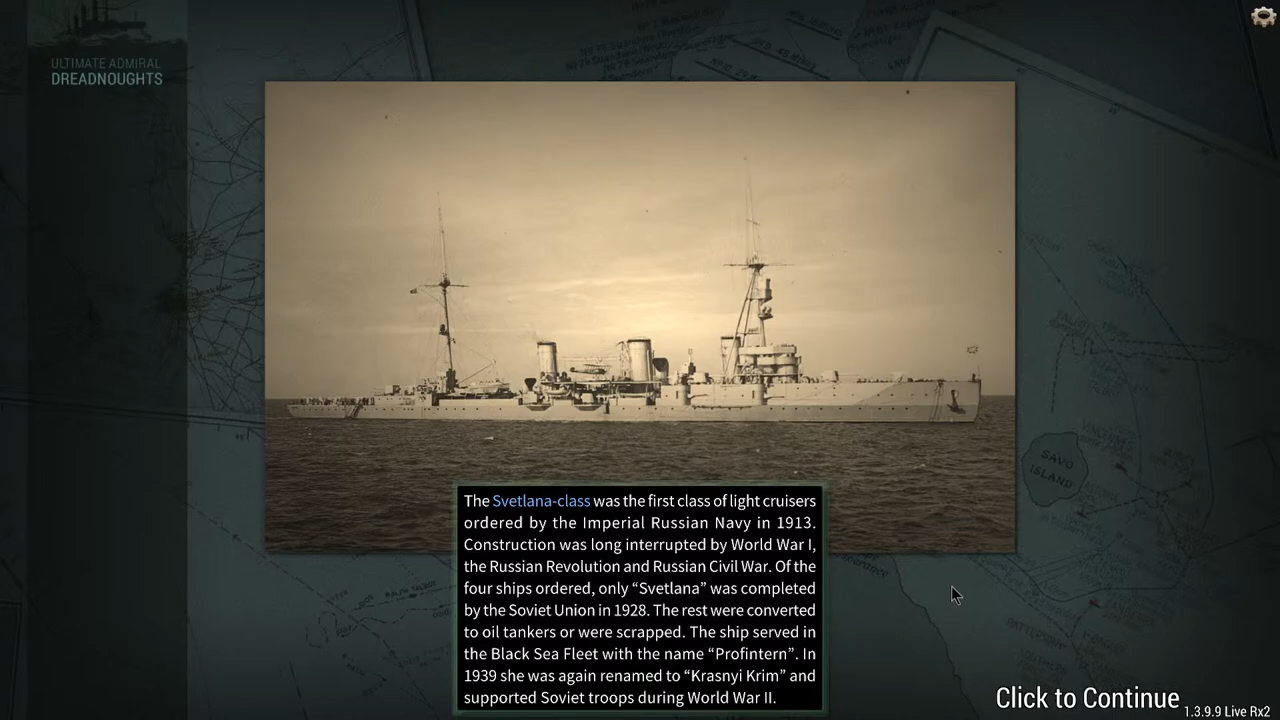 ULTIMATE ADMIRAL
DREADNOUGHTS
SAVO
ISLAND
The Svetlana-class was the first class of light cruisers
ordered by the Imperial Russian Navy in 1913.
Construction was long interrupted by World War I,
the Russian Revolution and Russian Civil War. Of the
four ships ordered, only “Svetlana” was completed
by the Soviet Union in 1928. The rest were converted
to oil tankers or were scrapped. The ship served in
the Black Sea Fleet with the name “Profintern”. In
1939 she was again renamed to “Krasnyi Krim” and
supported Soviet troops during World War II.
Click to Continue
1.3.9.9 Live Rx2